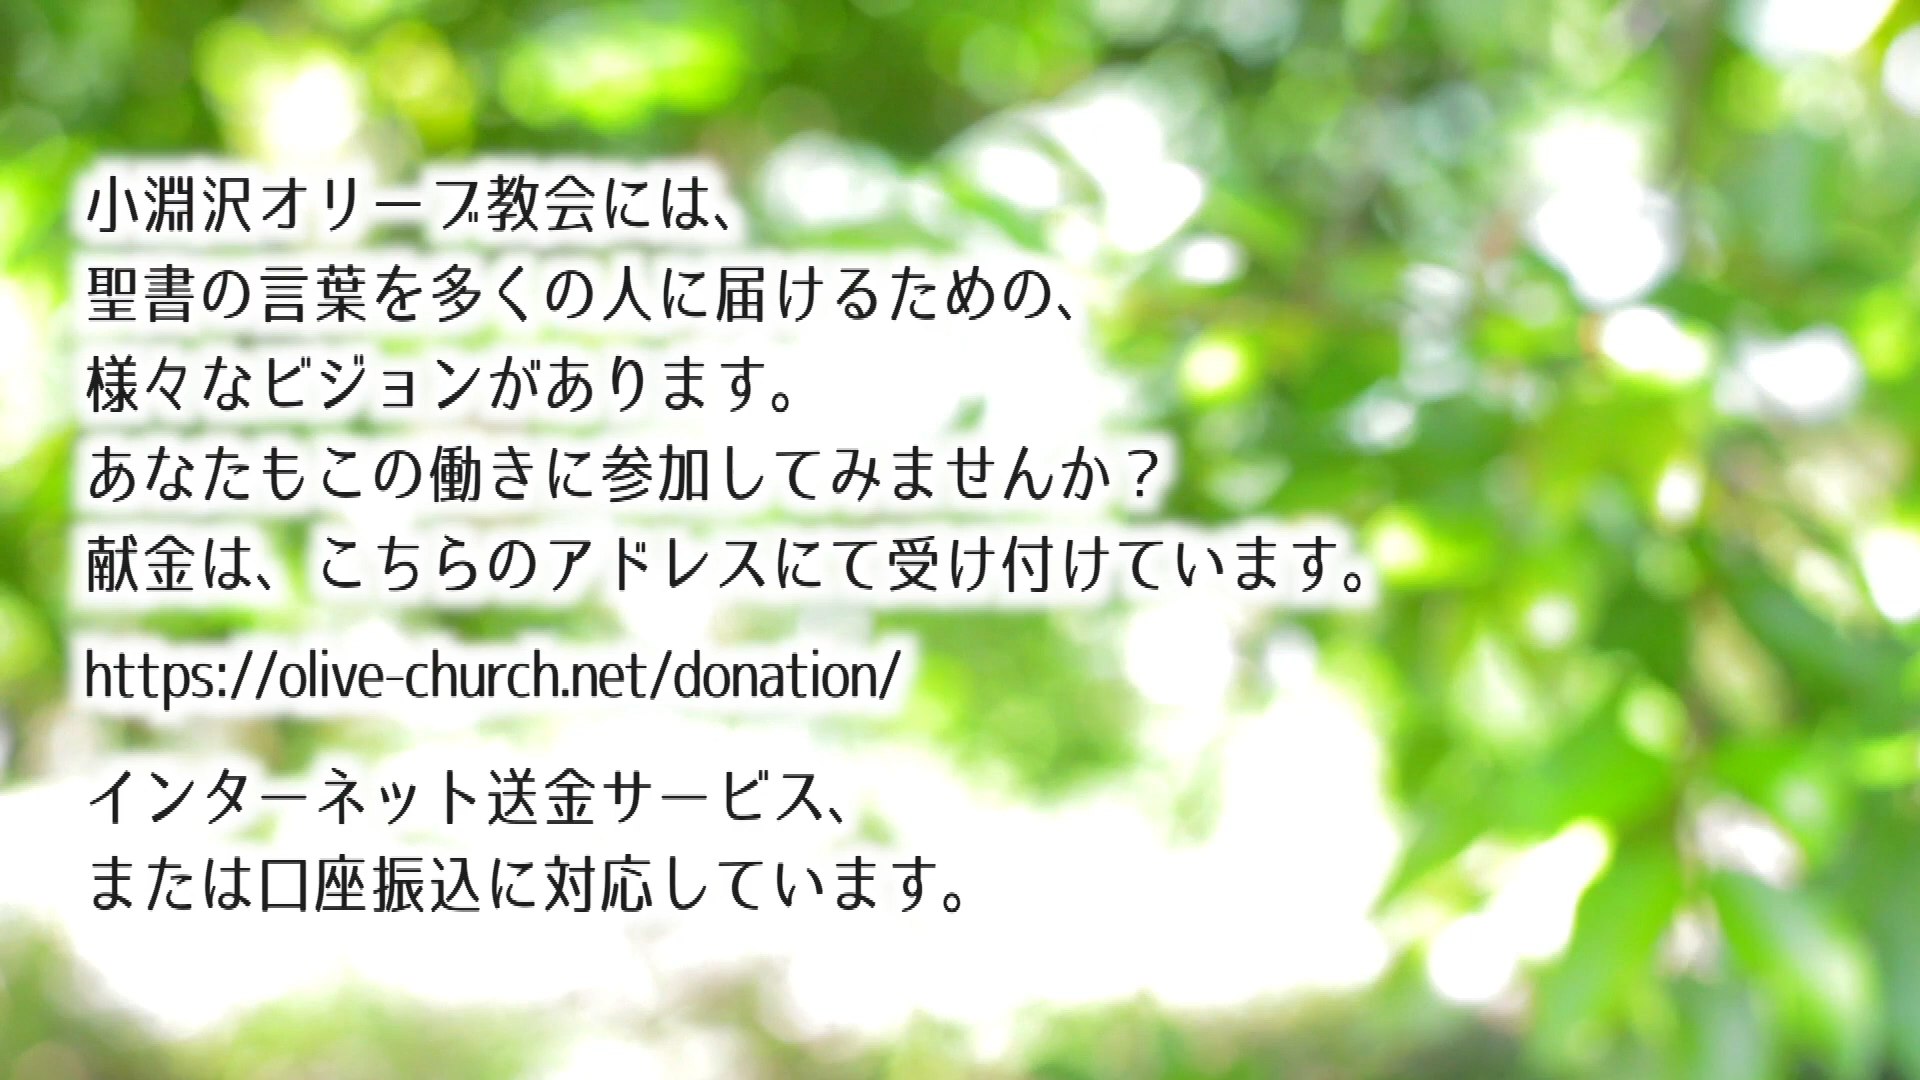 小淵沢オリーブ教会には、
聖書の言葉を多くの人に届けるための、
様々なビジョンがあります。
あなたもこの働きに参加してみませんか？
献金は、こちらのアドレスにて受け付けています。
https://olive-church.net/donation/
インターネット送金サービス、
または口座振込に対応しています。